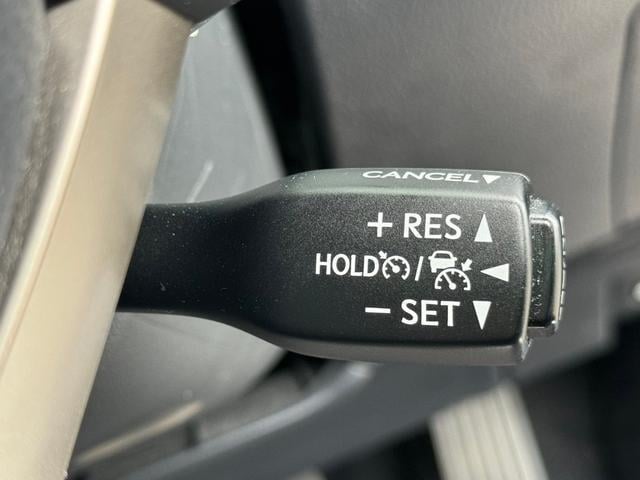 CANCEL▼
+ RES ▲
HOLD / ◀
− SET ▼